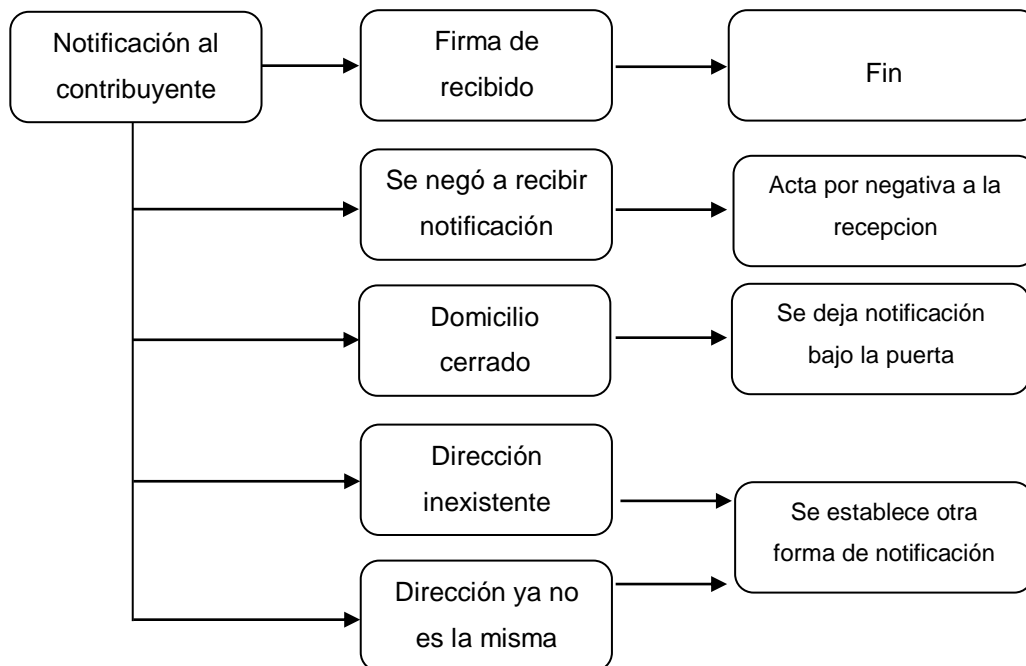 Notificación al
contribuyente
Firma de
recibido
Fin
Se negó a recibir
notificación
Acta por negativa a la
recepcion
Domicilio
cerrado
Se deja notificación
bajo la puerta
Dirección
inexistente
Se establece otra
forma de notificación
Dirección ya no
es la misma